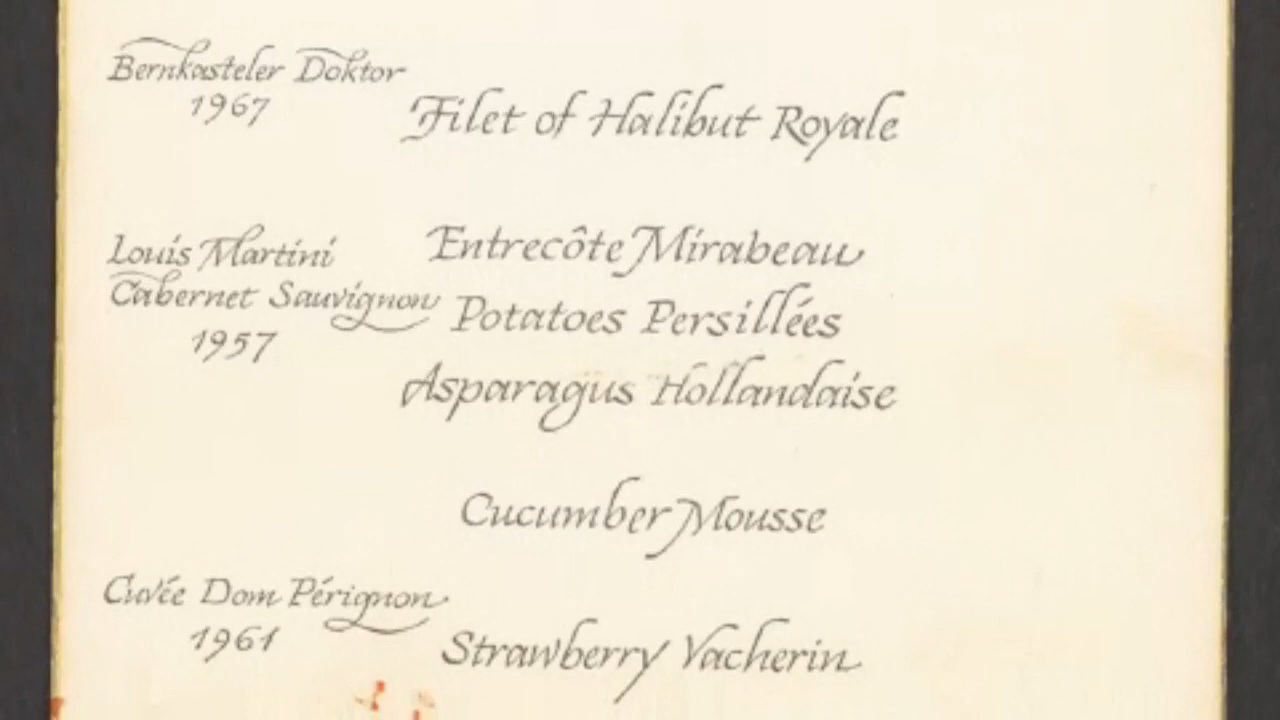 Bernkasteler Doktor
1967
Filet of Halibut Royale
Louis Martini
Cabernet Sauvignon
1957
Entrecôte Mirabeau
Potatoes Persillées
Asparagus Hollandaise
Cucumber Mousse
Cuvée Dom Pérignon
1961
Strawberry Vacherin